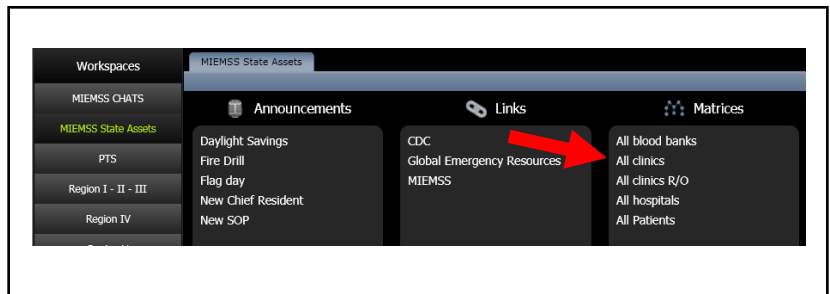 Workspaces
MIEMSS CHATS
MIEMSS State Assets
PTS
Region I - II - III
Region IV
MIEMSS State Assets
Announcements
Daylight Savings
Fire Drill
Flag day
New Chief Resident
New SOP
Links
CDC
Global Emergency Resources
MIEMSS
Matrices
All blood banks
All clinics
All clinics R/O
All hospitals
All Patients